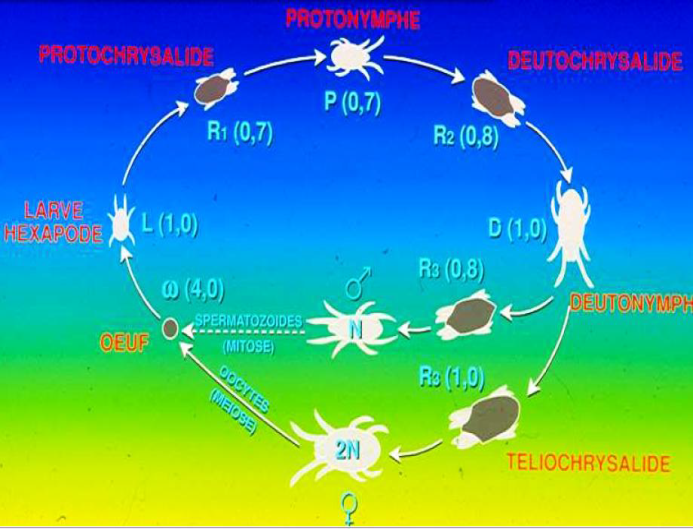 PROTONYMPHE
PROTOCHRYSALIDE
DEUTOCHRYSALIDE
P (0,7)
R1 (0,7)
R2 (0,8)
LARVE
HEXAPODE
L (1,0)
D (1,0)
R3 (0,8)
♂
ω (4,0)
DEUTONYMPH
SPERMATOZOIDES
(MITOSE)
N
OEUF
OOCYTES
(MEIOSE)
R3 (1,0)
2N
TELIOCHRYSALIDE
♀